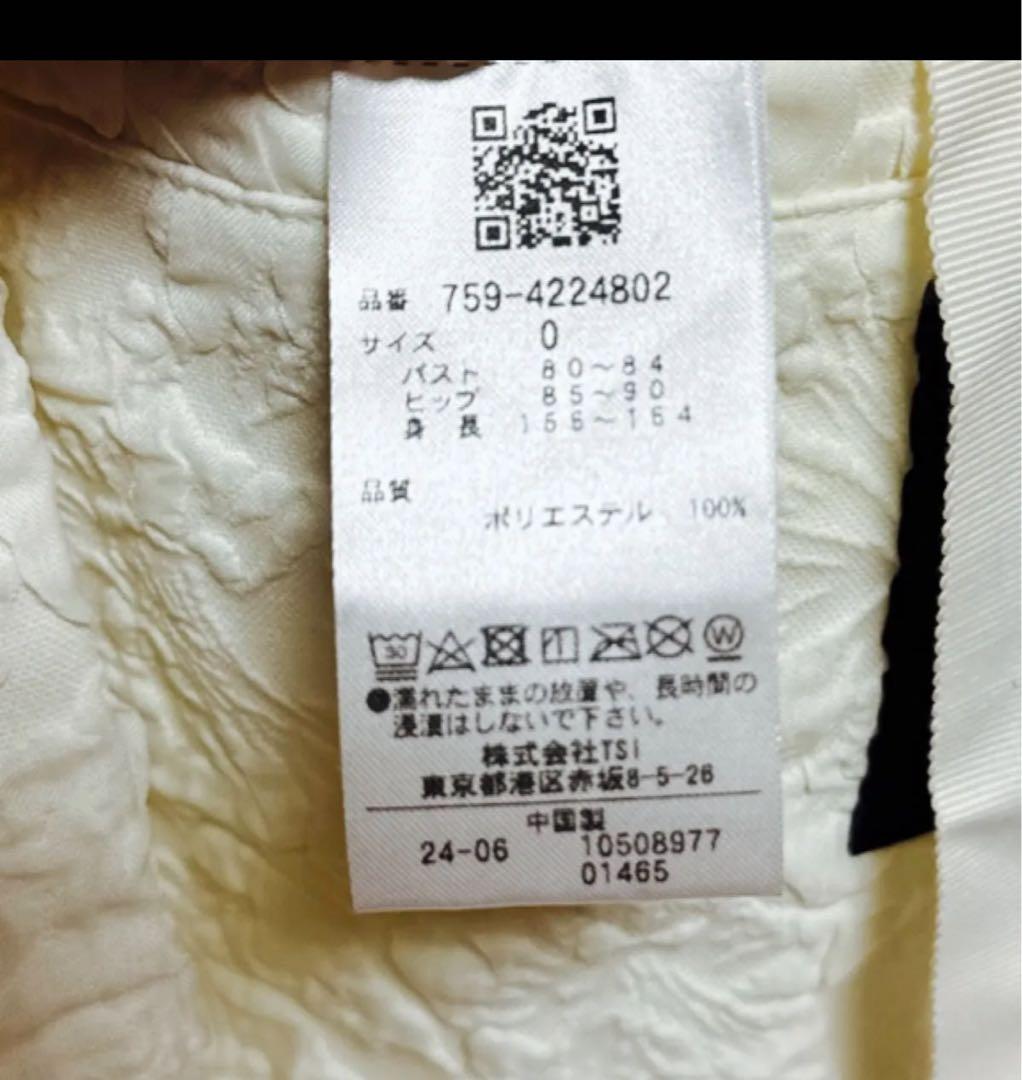 品番 759-4224802
サイズ 0
バスト 80〜84
ヒップ 85〜90
身長 156〜164
品質
ポリエステル 100%
30
W
●濡れたままの放置や、長時間の
浸漬はしないで下さい。
株式会社TSI
東京都港区赤坂8-5-26
中国製
24-06 10508977
01465